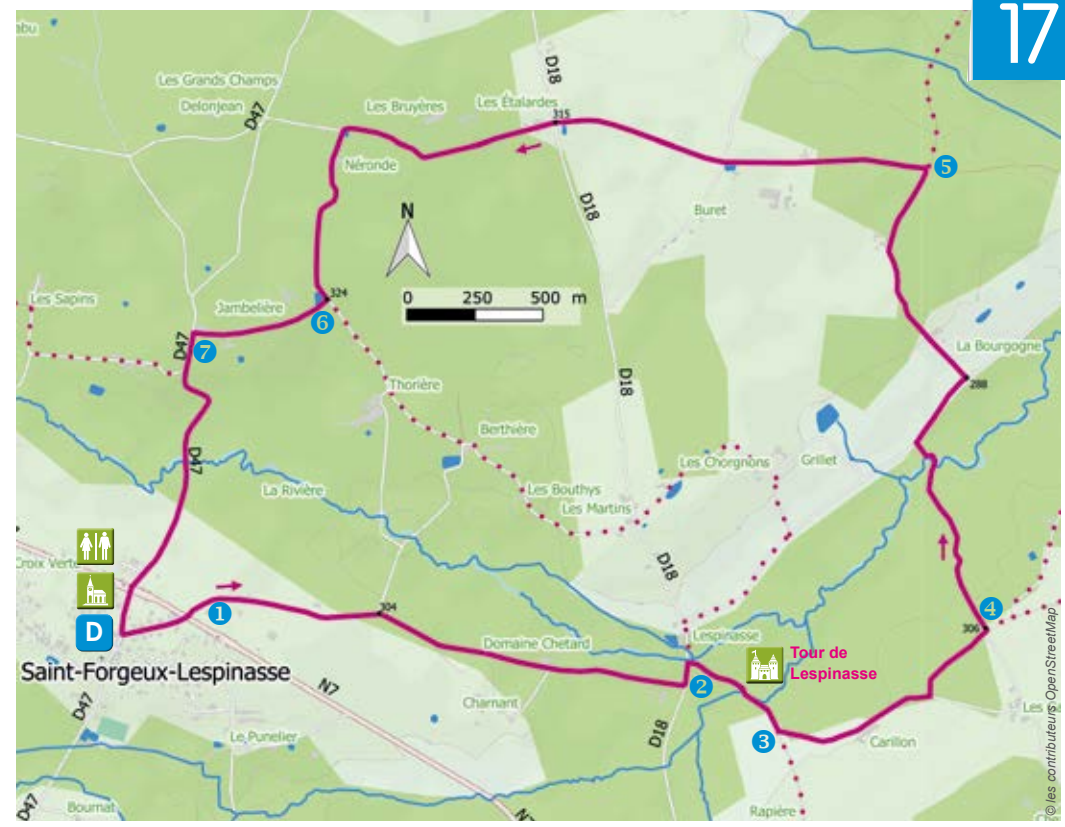 17
Les Grands Champs
Delonjean
D47
Les Bruyères
Les Étalardes
D18
315
Néronde
N
D18
Buret
5
0 250 500 m
Les Sapins
Jambelière
324
6
D47
7
Thorière
D18
La Bourgogne
288
Berthière
D47
La Rivière
Les Bouthys
Les Martins
Les Chorgnons
Grillet
Croix Verte
D18
1
304
D
Saint-Forgeux-Lespinasse
Domaine Chetard
Lespinasse
Tour de
Lespinasse
4
306
2
N7
Charnant
D47
Le Punelier
D18
3
Carillon
Rapière
Bournat
D47
N7
© les contributeurs OpenStreetMap